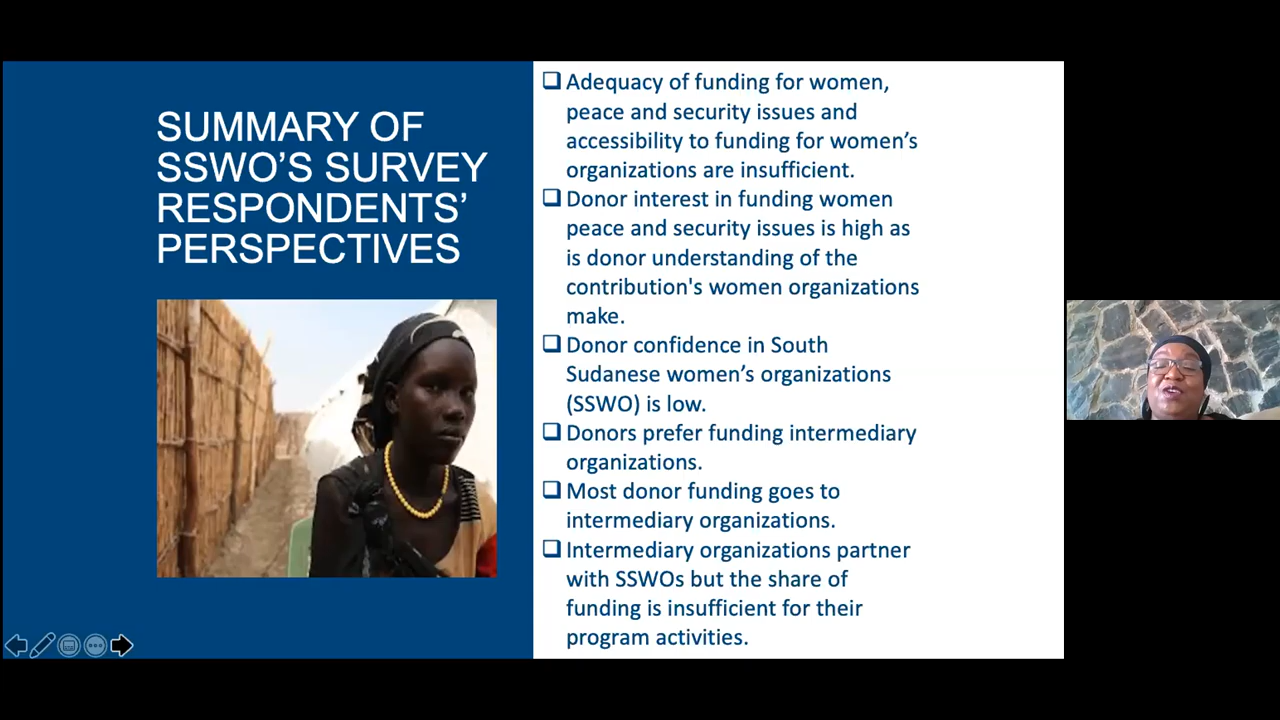 SUMMARY OF
SSWO’S SURVEY
RESPONDENTS’
PERSPECTIVES
Adequacy of funding for women,
peace and security issues and
accessibility to funding for women’s
organizations are insufficient.
Donor interest in funding women
peace and security issues is high as
is donor understanding of the
contribution's women organizations
make.
Donor confidence in South
Sudanese women’s organizations
(SSWO) is low.
Donors prefer funding intermediary
organizations.
Most donor funding goes to
intermediary organizations.
Intermediary organizations partner
with SSWOs but the share of
funding is insufficient for their
program activities.